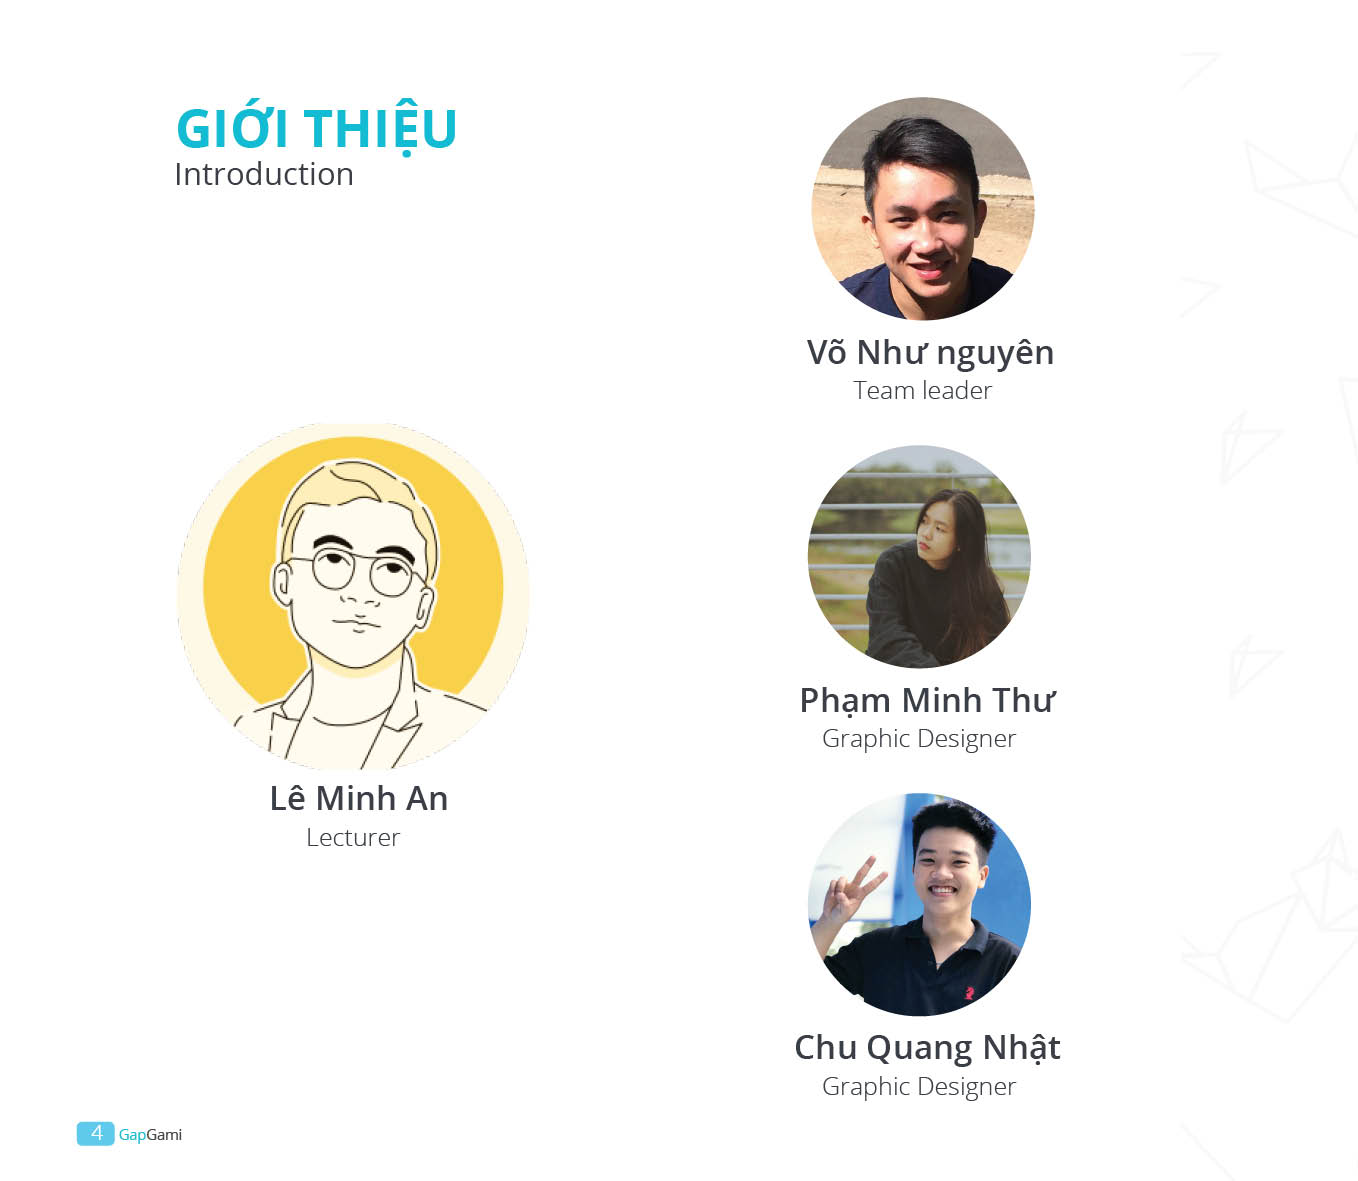 GIỚI THIỆU
Introduction
Võ Như nguyên
Team leader
Phạm Minh Thư
Graphic Designer
Lê Minh An
Lecturer
Chu Quang Nhật
Graphic Designer
4 GapGami